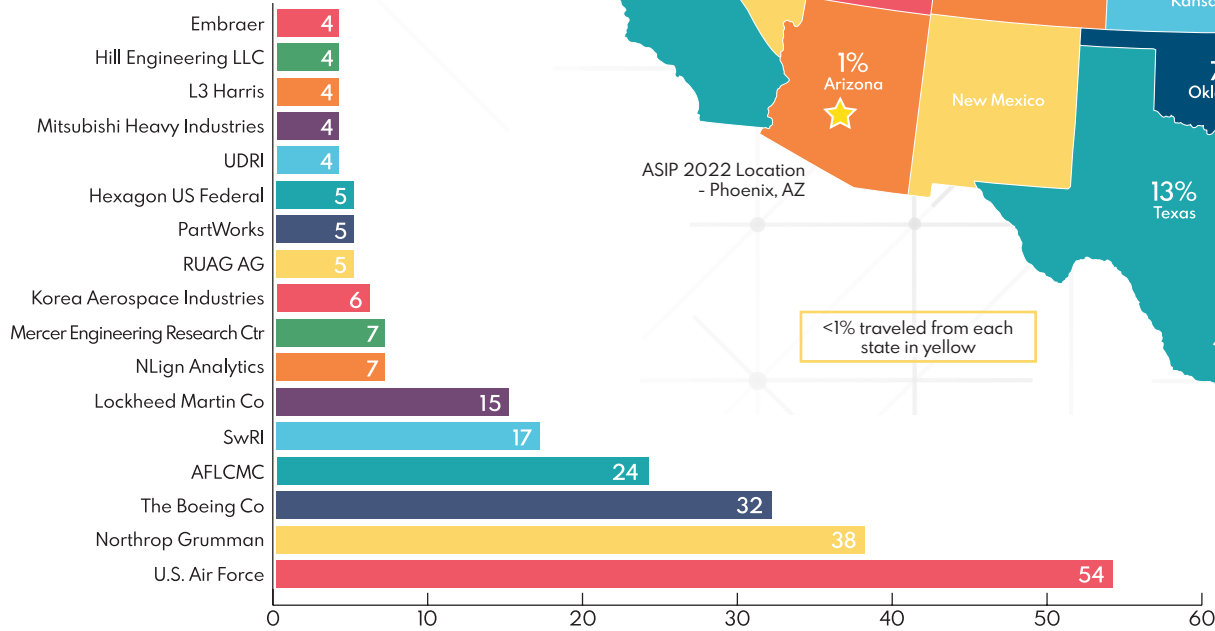 Embraer 4
Hill Engineering LLC 4
L3 Harris 4
Mitsubishi Heavy Industries 4
UDRI 4
Hexagon US Federal 5
PartWorks 5
RUAG AG 5
Korea Aerospace Industries 6
Mercer Engineering Research Ctr 7
NLign Analytics 7
Lockheed Martin Co 15
SwRI 17
AFLCMC 24
The Boeing Co 32
Northrop Grumman 38
U.S. Air Force 54
0 10 20 30 40 50 60
1%
Arizona
New Mexico
ASIP 2022 Location
- Phoenix, AZ
13%
Texas
<1% traveled from each
state in yellow